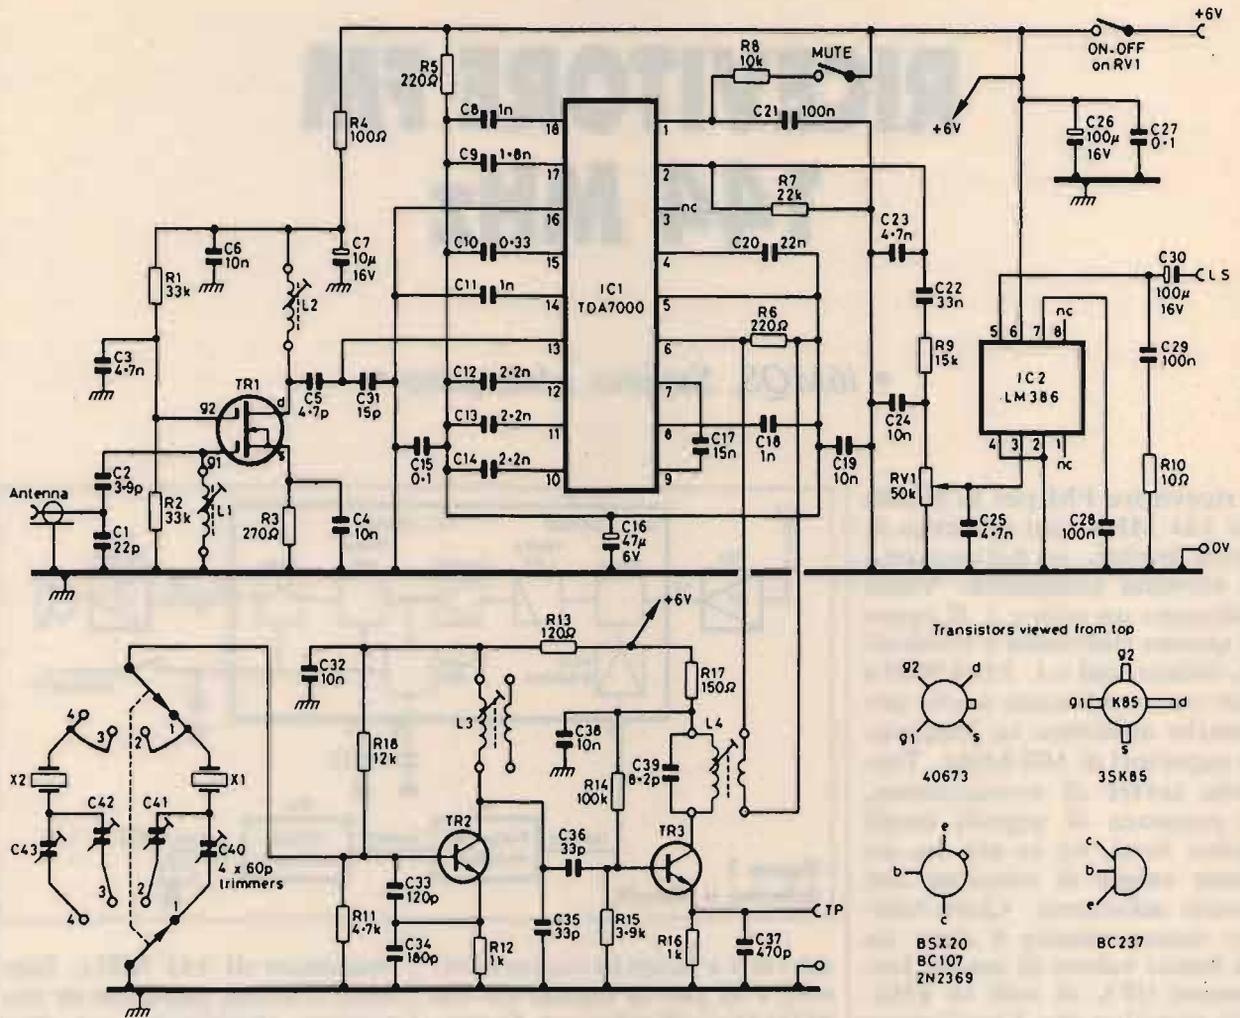 +6V
ON-OFF
on RV1
R8
10k
MUTE
R5
220Ω
C8 1n
18
1
C21 100n
R4
100Ω
+6V
C26
100µ
16V
C27
0·1
C9 1·8n
17
2
R7
22k
16
3
nc
C23
4·7n
C6
10n
C7
10µ
16V
C10 0·33
15
4
C20 22n
R1
33k
L2
C11 1n
14
IC1
TDA7000
5
C22
33n
C30
100µ
16V
LS
R6
220Ω
13
6
5 6 7 8
nc
C3
4·7n
R9
15k
C29
100n
TR1
d
g2
g1
s
C5
4·7p
C31
15p
C12 2·2n
12
7
IC2
LM386
C13 2·2n
11
8
C17
15n
C18
1n
C24
10n
4 3 2 1
nc
C15
0·1
C14 2·2n
10
9
C19
10n
R10
10Ω
Antenna
C2
3·9p
R2
33k
L1
RV1
50k
C1
22p
R3
270Ω
C4
10n
C16
47µ
6V
C25
4·7n
C28
100n
0V
+6V
R13
120Ω
Transistors viewed from top
C32
10n
R17
150Ω
g2
d
g1
s
40673
g2
g1
K85
d
s
3SK85
L3
L4
C38
10n
4
3
1
2
R18
12k
C39
8·2p
R14
100k
X2
X1
C42
C41
TR2
C36
33p
TR3
C43
C40
4 x 60p
trimmers
e
b
c
BSX20
BC107
2N2369
c
b
e
BC237
C33
120p
3
2
4
1
R11
4·7k
C34
180p
R12
1k
C35
33p
R15
3·9k
R16
1k
C37
470p
TP